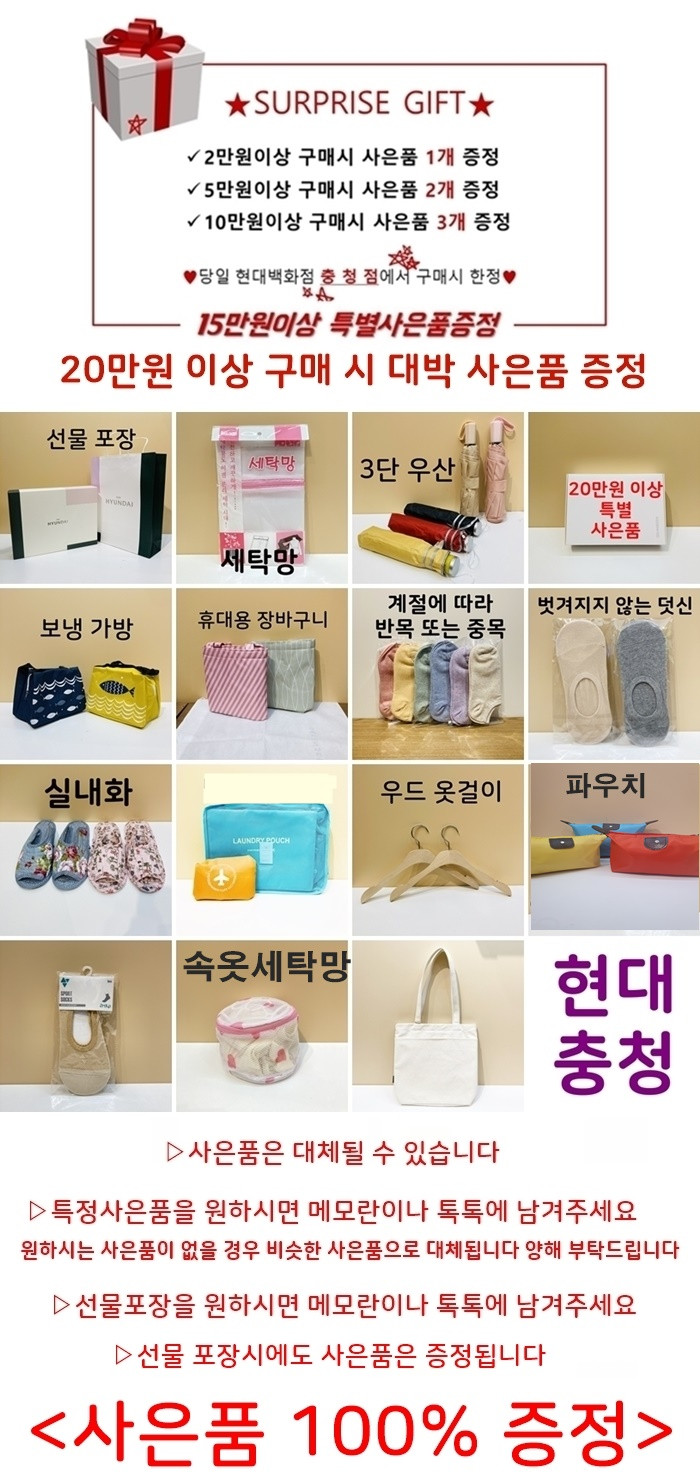 ★SURPRISE GIFT★
✓2만원이상 구매시 사은품 1개 증정
✓5만원이상 구매시 사은품 2개 증정
✓10만원이상 구매시 사은품 3개 증정
♥당일 현대백화점 충 청 점에서 구매시 한정♥
15만원이상 특별사은품증정
20만원 이상 구매 시 대박 사은품 증정
선물 포장
HYUNDAI
HYUNDAI
세탁망
세탁망
3단 우산
20만원 이상
특별
사은품
보냉 가방
휴대용 장바구니
계절에 따라
반목 또는 중목
벗겨지지 않는 덧신
실내화
LAUNDRY POUCH
우드 옷걸이
파우치
SPORT
SOCKS
속옷세탁망
현대
충청
▷사은품은 대체될 수 있습니다
▷특정사은품을 원하시면 메모란이나 톡톡에 남겨주세요
원하시는 사은품이 없을 경우 비슷한 사은품으로 대체됩니다 양해 부탁드립니다
▷선물포장을 원하시면 메모란이나 톡톡에 남겨주세요
▷선물 포장시에도 사은품은 증정됩니다
<사은품 100% 증정>